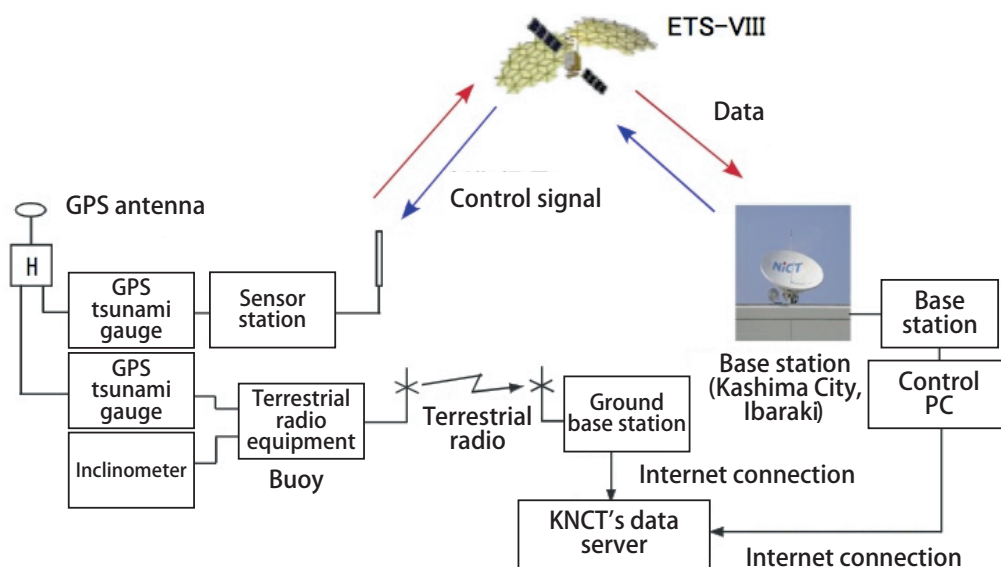 ETS-VIII
Data
Control signal
GPS antenna
H
GPS
tsunami
gauge
Sensor
station
NICT
Base
station
Base station
(Kashima City,
Ibaraki)
Control
PC
GPS
tsunami
gauge
Terrestrial
radio
equipment
Inclinometer
Buoy
Terrestrial
radio
Ground
base station
Internet connection
KNCT's data
server
Internet connection